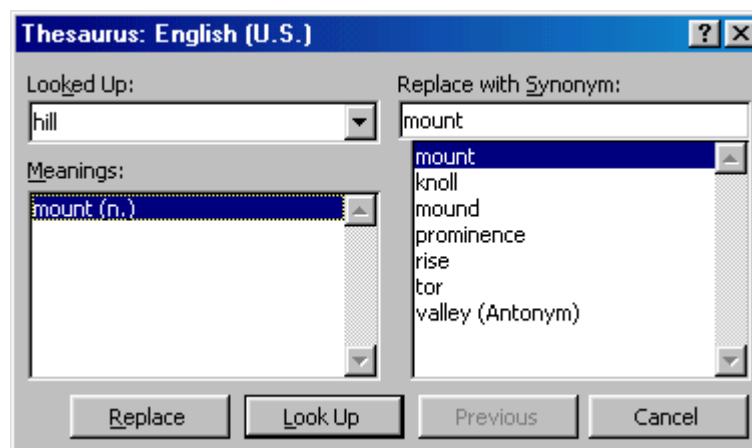 Thesaurus: English (U.S.)
Looked Up:
hill
Meanings:
mount (n.)
Replace with Synonym:
mount
mount
knoll
mound
prominence
rise
tor
valley (Antonym)
Replace
Look Up
Previous
Cancel